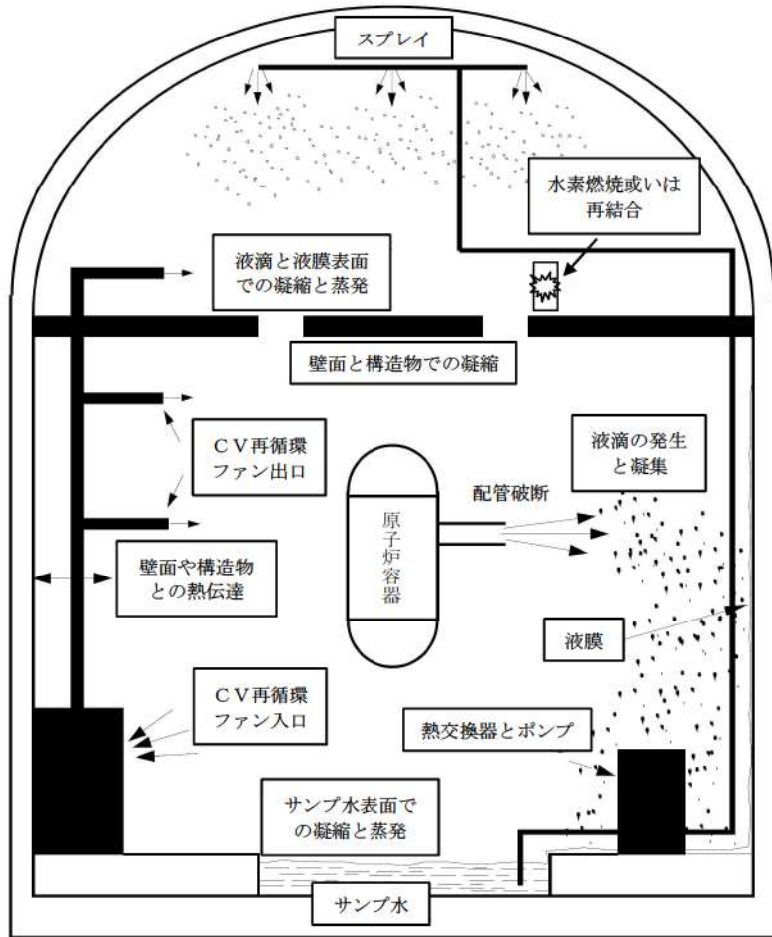 スプレイ
水素燃焼或いは
再結合
液滴と液膜表面
での凝縮と蒸発
壁面と構造物での凝縮
CV再循環
ファン出口
液滴の発生
と凝集
配管破断
原子炉容器
壁面や構造物
との熱伝達
液膜
CV再循環
ファン入口
熱交換器とポンプ
サンプ水表面で
の凝縮と蒸発
サンプ水